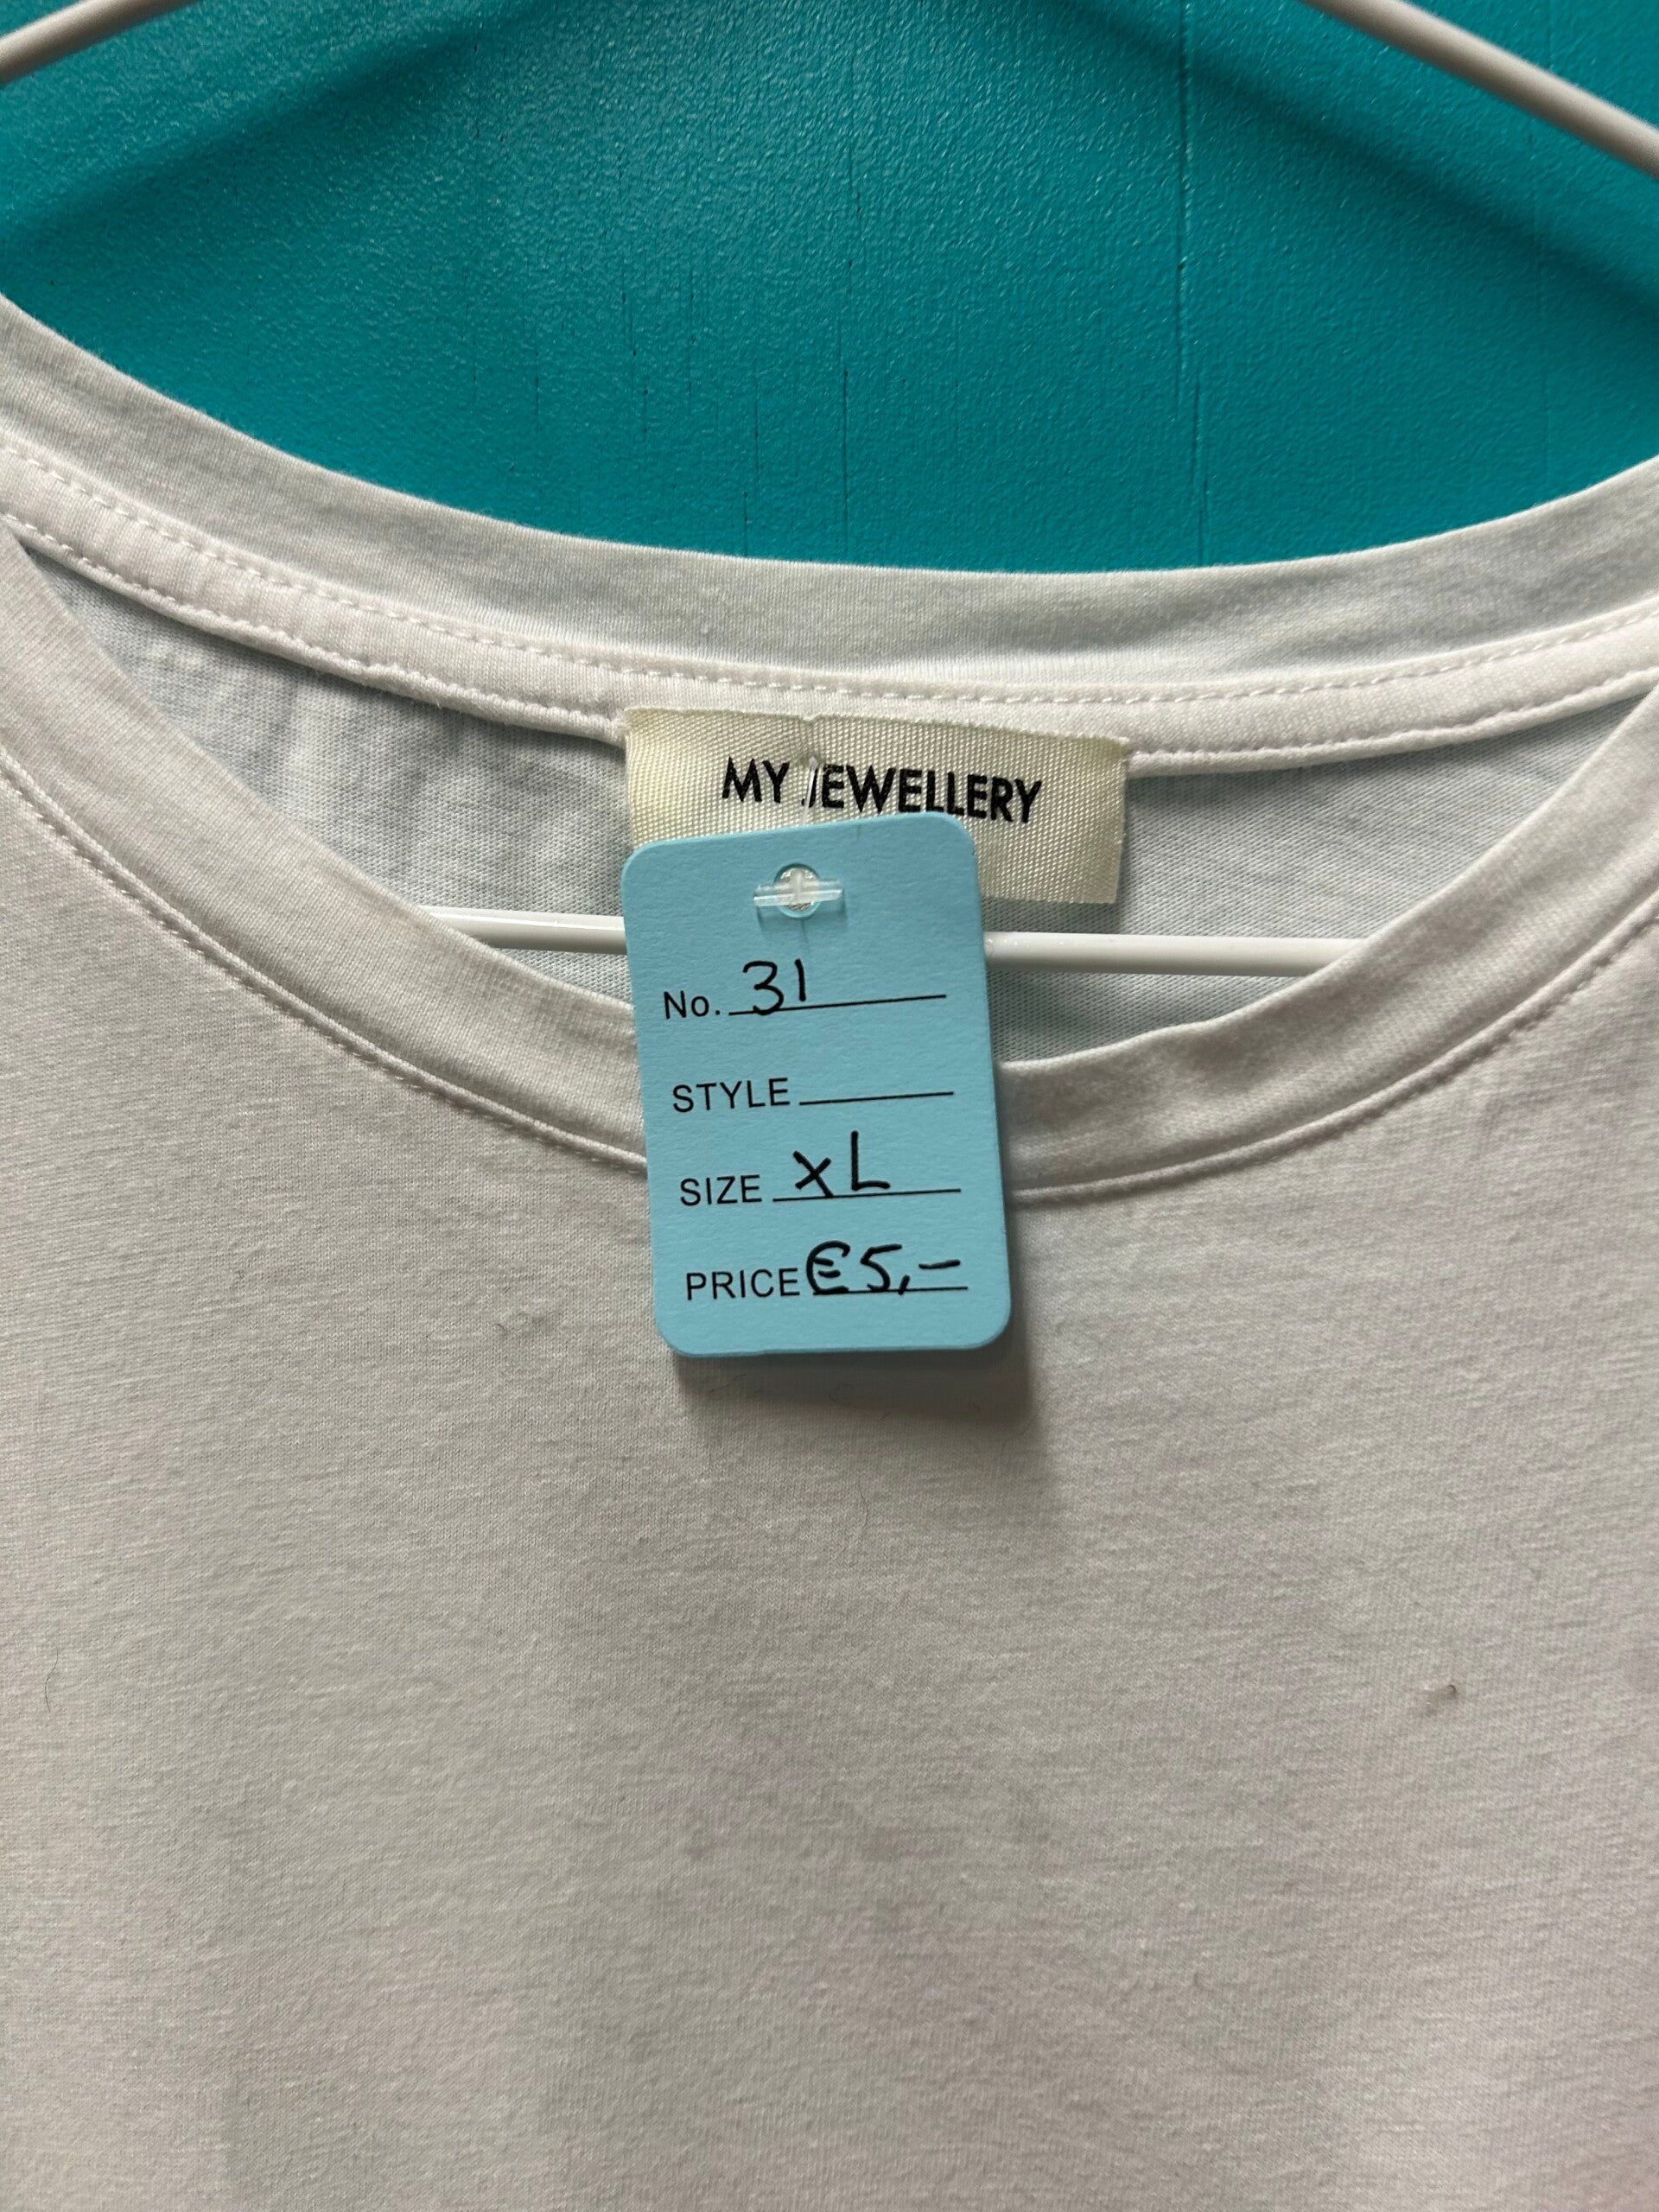 MY JEWELLERY
No. 31
STYLE
SIZE XL
PRICE €5,-